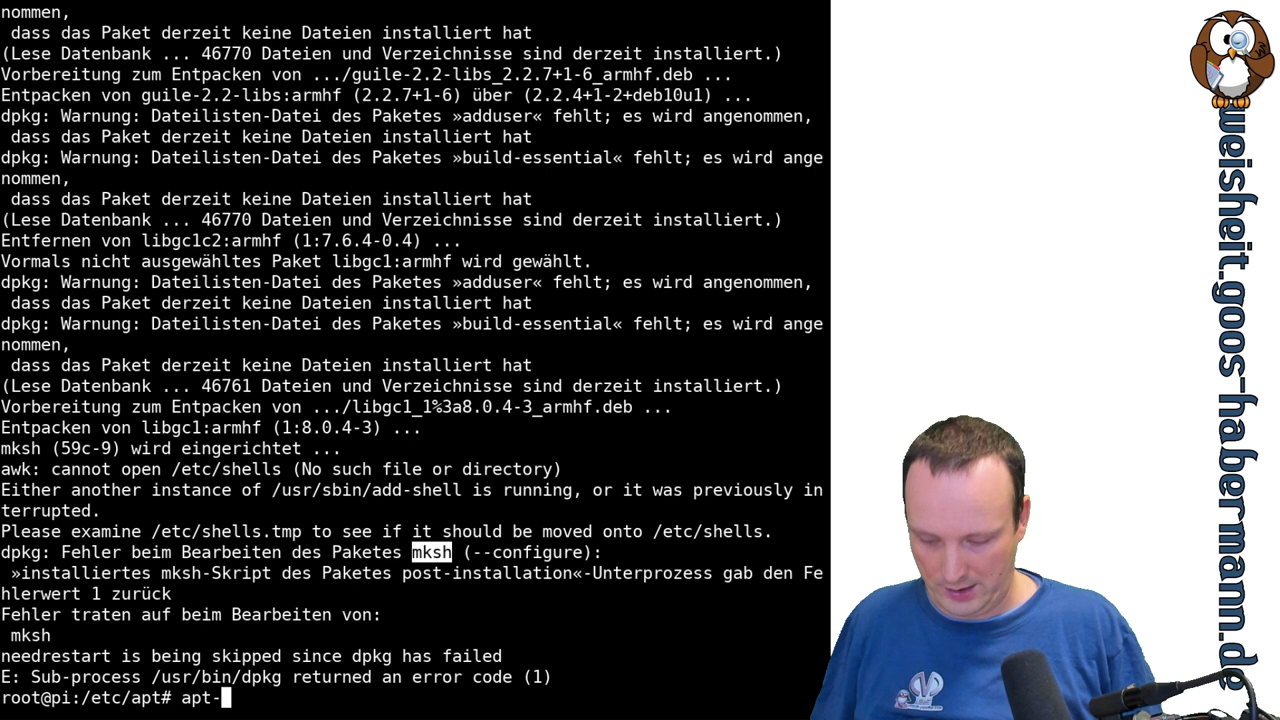 nommen,
 dass das Paket derzeit keine Dateien installiert hat
(Lese Datenbank ... 46770 Dateien und Verzeichnisse sind derzeit installiert.)
Vorbereitung zum Entpacken von .../guile-2.2-libs_2.2.7+1-6_armhf.deb ...
Entpacken von guile-2.2-libs:armhf (2.2.7+1-6) über (2.2.4+1-2+deb10u1) ...
dpkg: Warnung: Dateilisten-Datei des Paketes »adduser« fehlt; es wird angenommen,
 dass das Paket derzeit keine Dateien installiert hat
dpkg: Warnung: Dateilisten-Datei des Paketes »build-essential« fehlt; es wird ange
nommen,
 dass das Paket derzeit keine Dateien installiert hat
(Lese Datenbank ... 46770 Dateien und Verzeichnisse sind derzeit installiert.)
Entfernen von libgc1c2:armhf (1:7.6.4-0.4) ...
Vormals nicht ausgewähltes Paket libgc1:armhf wird gewählt.
dpkg: Warnung: Dateilisten-Datei des Paketes »adduser« fehlt; es wird angenommen,
 dass das Paket derzeit keine Dateien installiert hat
dpkg: Warnung: Dateilisten-Datei des Paketes »build-essential« fehlt; es wird ange
nommen,
 dass das Paket derzeit keine Dateien installiert hat
(Lese Datenbank ... 46761 Dateien und Verzeichnisse sind derzeit installiert.)
Vorbereitung zum Entpacken von .../libgc1_1%3a8.0.4-3_armhf.deb ...
Entpacken von libgc1:armhf (1:8.0.4-3) ...
mksh (59c-9) wird eingerichtet ...
awk: cannot open /etc/shells (No such file or directory)
Either another instance of /usr/sbin/add-shell is running, or it was previously in
terrupted.
Please examine /etc/shells.tmp to see if it should be moved onto /etc/shells.
dpkg: Fehler beim Bearbeiten des Paketes mksh (--configure):
 »installiertes mksh-Skript des Paketes post-installation«-Unterprozess gab den Fe
hlerwert 1 zurück
Fehler traten auf beim Bearbeiten von:
 mksh
needrestart is being skipped since dpkg has failed
E: Sub-process /usr/bin/dpkg returned an error code (1)
root@pi:/etc/apt# apt-
weisheit.goos-habermann.de